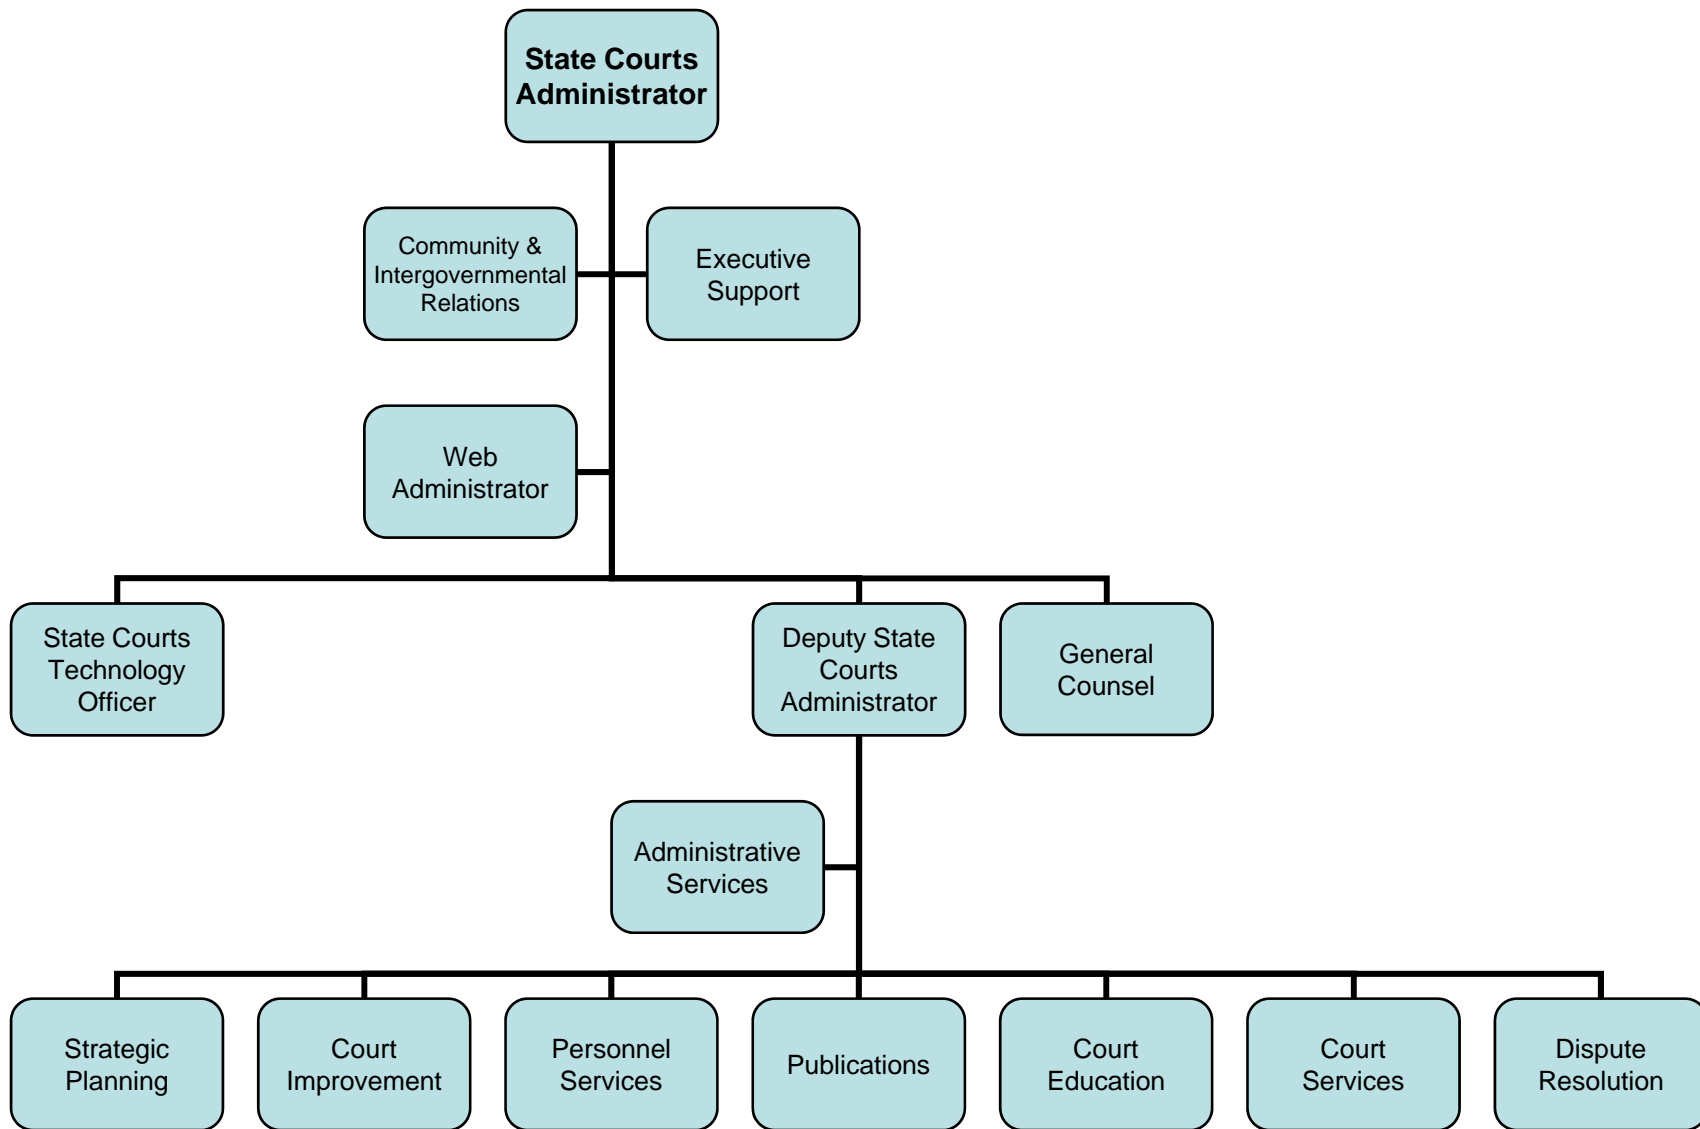 State Courts
Administrator
Community &
Intergovernmental
Relations
Executive
Support
Web
Administrator
State Courts
Technology
Officer
Deputy State
Courts
Administrator
General
Counsel
Administrative
Services
Strategic
Planning
Court
Improvement
Personnel
Services
Publications
Court
Education
Court
Services
Dispute
Resolution